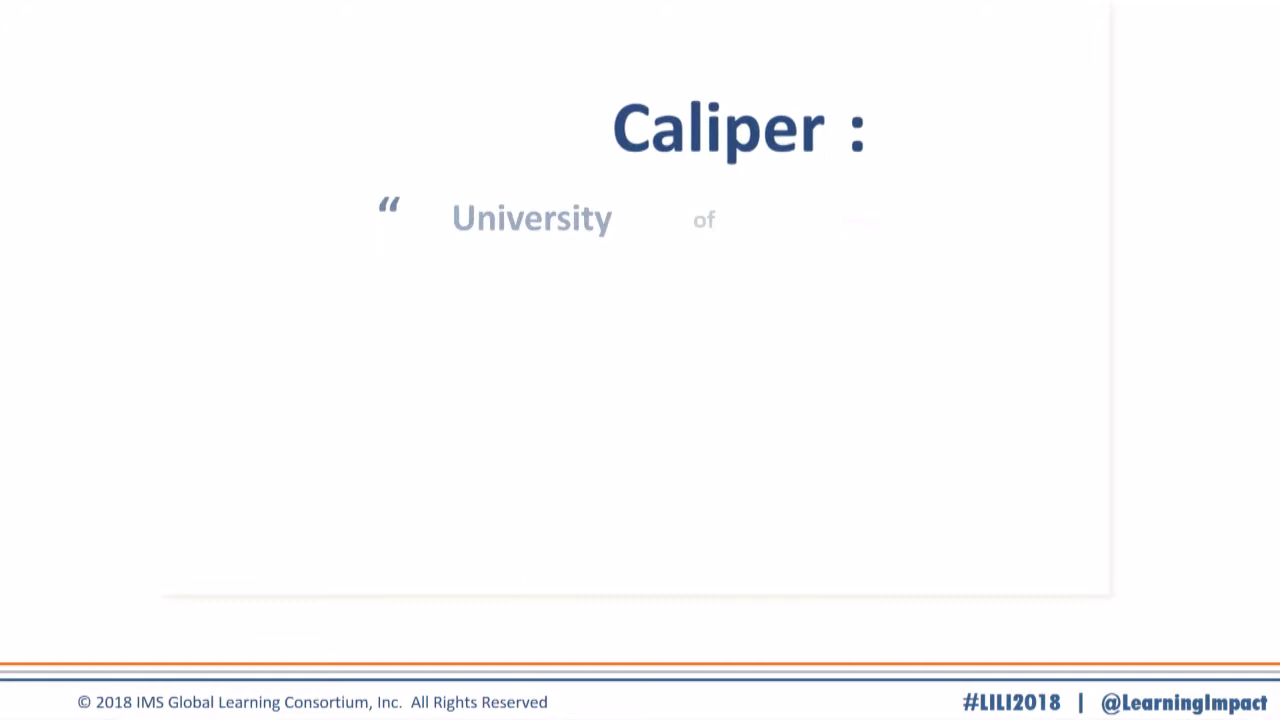 Caliper :
“ University of
© 2018 IMS Global Learning Consortium, Inc. All Rights Reserved
#LILI2018 | @LearningImpact